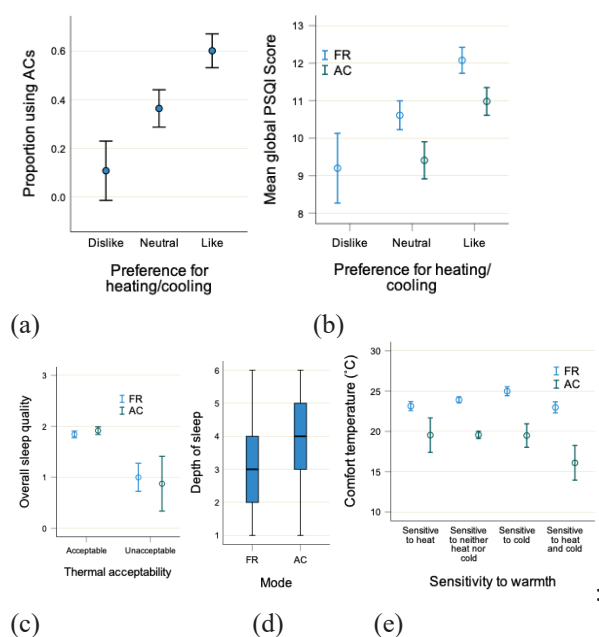 Proportion using ACs
0.6
0.4
0.2
0.0
Dislike Neutral Like
Preference for
heating/cooling
(a)
Mean global PSQI Score
13
12
11
10
9
8
FR
AC
Dislike Neutral Like
Preference for heating/
cooling
(b)
Overall sleep quality
3
2
1
0
FR
AC
Acceptable Unacceptable
Thermal acceptability
(c)
Depth of sleep
6
5
4
3
2
1
FR AC
Mode
(d)
Comfort temperature (°C)
30
25
20
15
10
FR
AC
Sensitive
to heat
Sensitive to
neither
heat nor
cold
Sensitive
to cold
Sensitive to
heat
and cold
Sensitivity to warmth
(e)
: